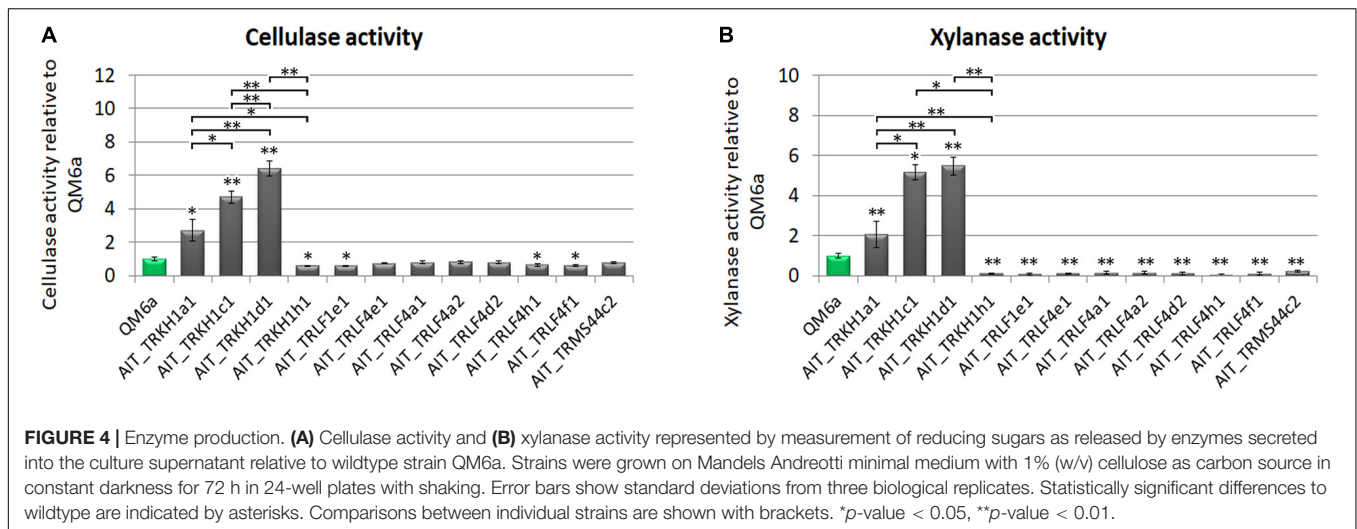 A
Cellulase activity
Cellulase activity relative to
QM6a
12
10
8
6
4
2
0
**
**
**
*
**
*
*
**
**
*
*
*
*
QM6a
AIT_TRKH1a1
AIT_TRKH1c1
AIT_TRKH1d1
AIT_TRKH1h1
AIT_TRLF1e1
AIT_TRLF4e1
AIT_TRLF4a1
AIT_TRLF4a2
AIT_TRLF4d2
AIT_TRLF4h1
AIT_TRLF4f1
AIT_TRMS44c2
B
Xylanase activity
Xylanase activity relative to
QM6a
10
8
6
4
2
0
**
*
**
**
*
**
*
**
**
**
**
**
**
**
**
**
**
**
QM6a
AIT_TRKH1a1
AIT_TRKH1c1
AIT_TRKH1d1
AIT_TRKH1h1
AIT_TRLF1e1
AIT_TRLF4e1
AIT_TRLF4a1
AIT_TRLF4a2
AIT_TRLF4d2
AIT_TRLF4h1
AIT_TRLF4f1
AIT_TRMS44c2
FIGURE 4 | Enzyme production. (A) Cellulase activity and (B) xylanase activity represented by measurement of reducing sugars as released by enzymes secreted
into the culture supernatant relative to wildtype strain QM6a. Strains were grown on Mandels Andreotti minimal medium with 1% (w/v) cellulose as carbon source in
constant darkness for 72 h in 24-well plates with shaking. Error bars show standard deviations from three biological replicates. Statistically significant differences to
wildtype are indicated by asterisks. Comparisons between individual strains are shown with brackets. *p-value < 0.05, **p-value < 0.01.